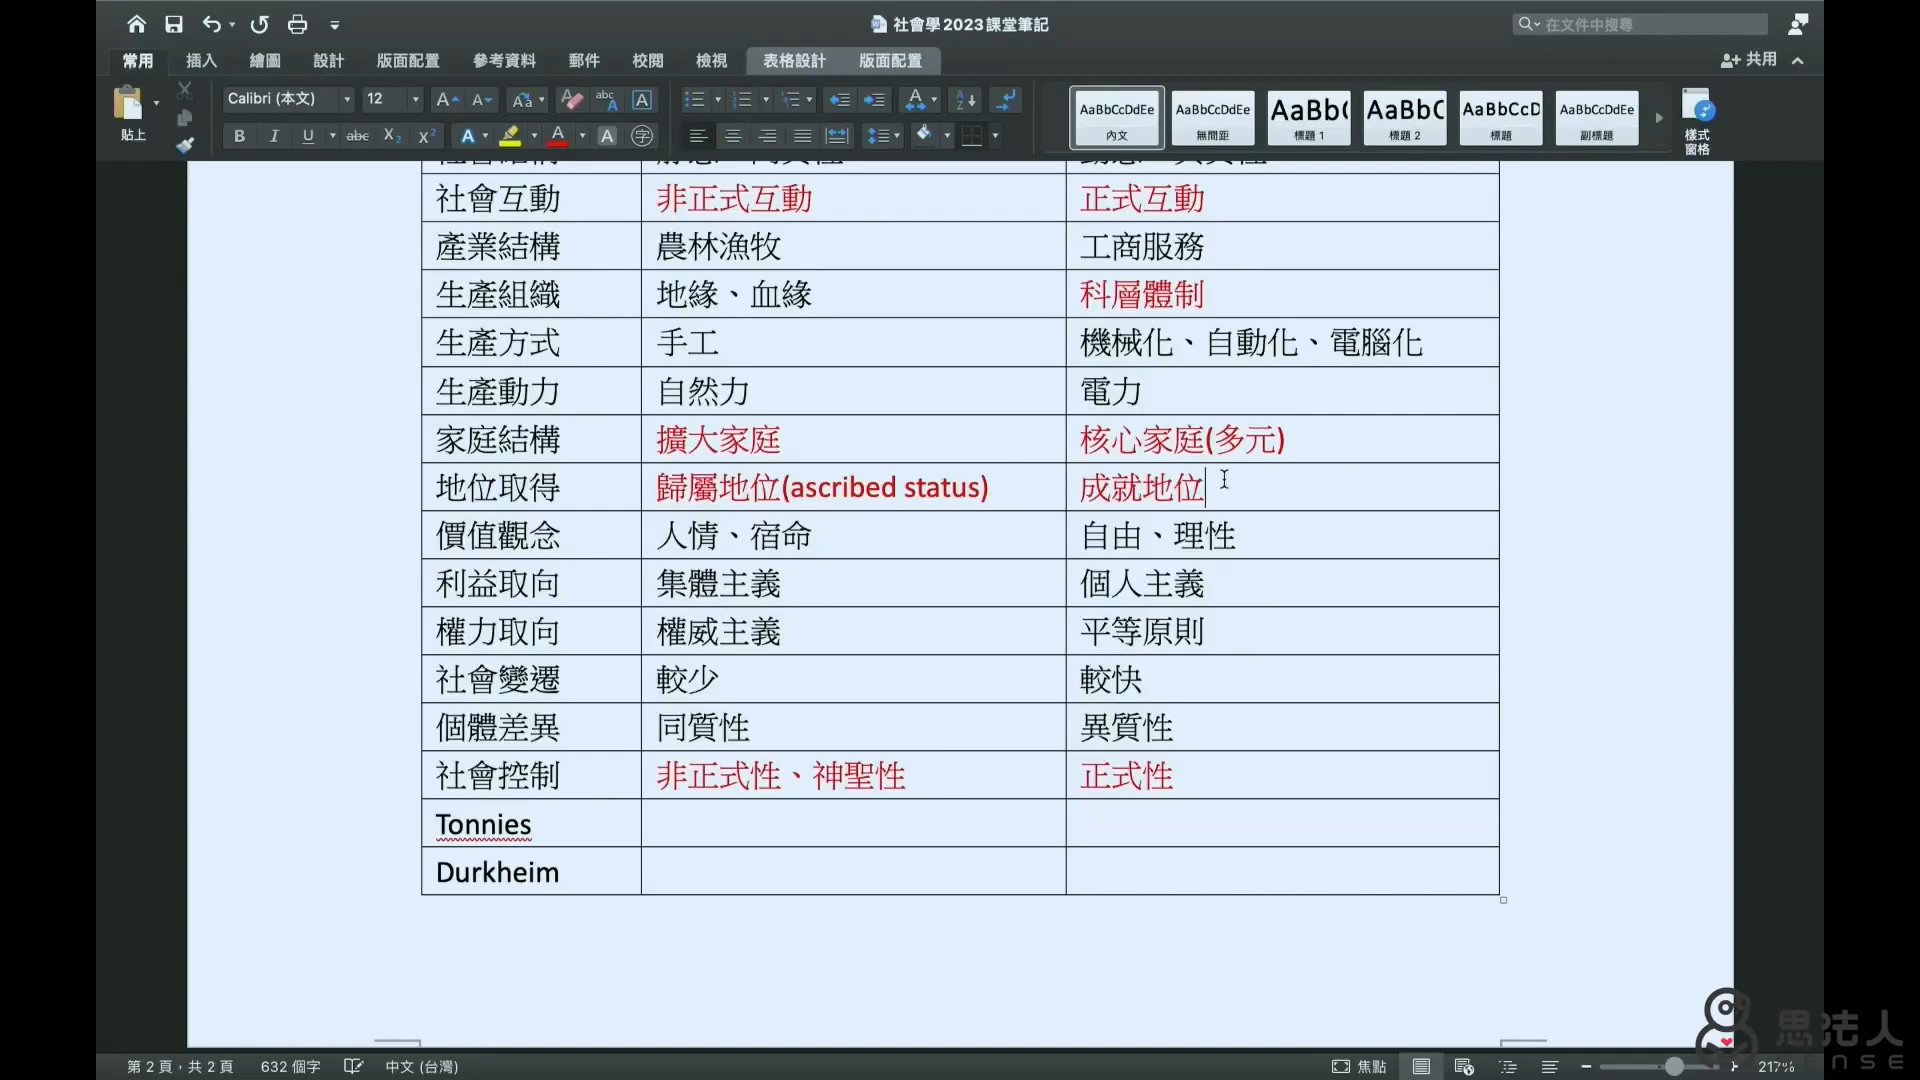 社會學2023課堂筆記
在文件中搜尋
常用 插入 繪圖 設計 版面配置 參考資料 郵件 校閱 檢視 表格設計 版面配置 共用
貼上
Calibri (本文) 12
AaBbCcDdEe AaBbCcDdEe AaBb( AaBbC AaBbCcD AaBbCcDdEe
內文 無間距 標題 1 標題 2 標題 副標題
樣式
窗格
社會互動 非正式互動 正式互動
產業結構 農林漁牧 工商服務
生產組織 地緣、血緣 科層體制
生產方式 手工 機械化、自動化、電腦化
生產動力 自然力 電力
家庭結構 擴大家庭 核心家庭(多元)
地位取得 歸屬地位(ascribed status) 成就地位
價值觀念 人情、宿命 自由、理性
利益取向 集體主義 個人主義
權力取向 權威主義 平等原則
社會變遷 較少 較快
個體差異 同質性 異質性
社會控制 非正式性、神聖性 正式性
Tonnies
Durkheim
思法人
第 2 頁，共 2 頁 632 個字 中文 (台灣) 焦點 217%